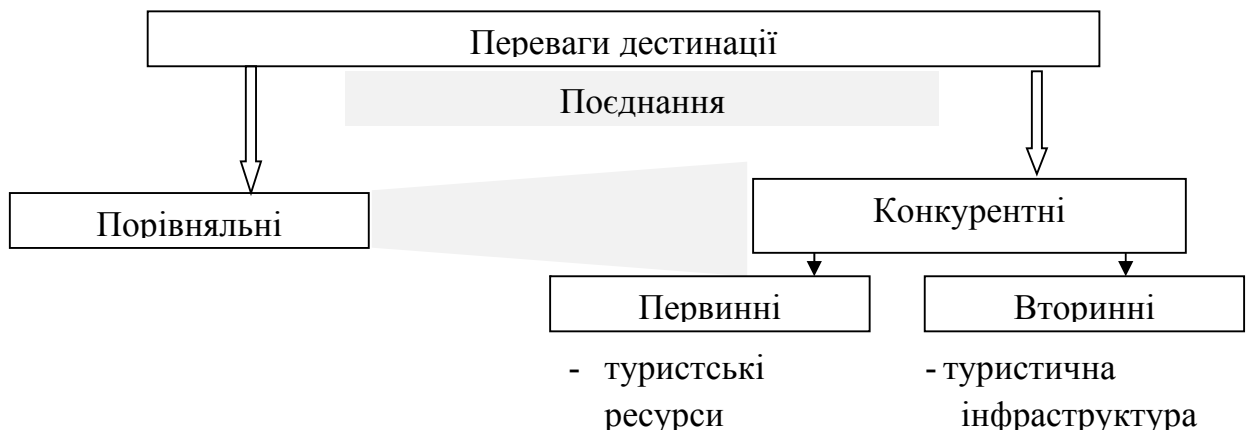 Переваги дестинації
Поєднання
Порівняльні
Конкурентні
Первинні
Вторинні
- туристські
ресурси
- туристична
інфраструктура